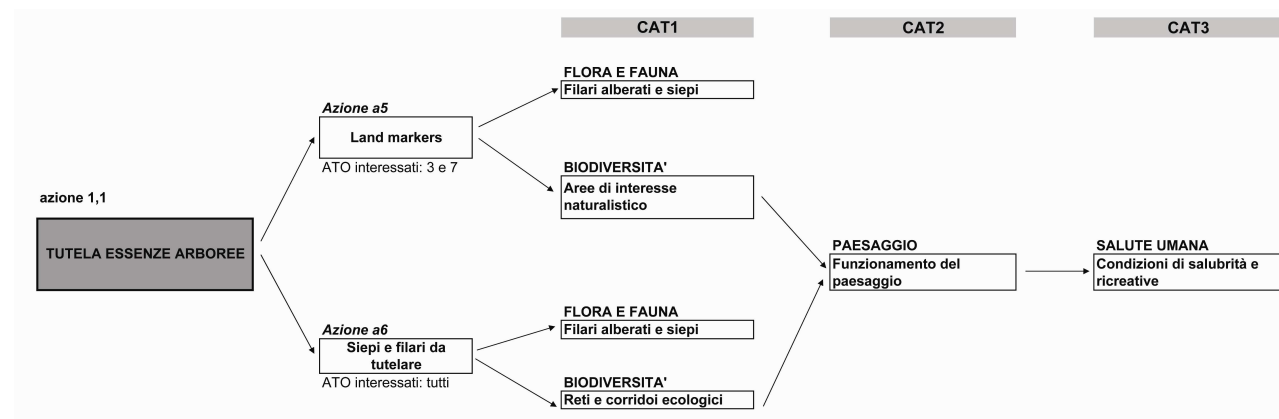 CAT1
CAT2
CAT3
azione 1,1
TUTELA ESSENZE ARBOREE
Azione a5
Land markers
ATO interessati: 3 e 7
Azione a6
Siepi e filari da
tutelare
ATO interessati: tutti
FLORA E FAUNA
Filari alberati e siepi
BIODIVERSITA'
Aree di interesse
naturalistico
FLORA E FAUNA
Filari alberati e siepi
BIODIVERSITA'
Reti e corridoi ecologici
PAESAGGIO
Funzionamento del
paesaggio
SALUTE UMANA
Condizioni di salubrità e
ricreative